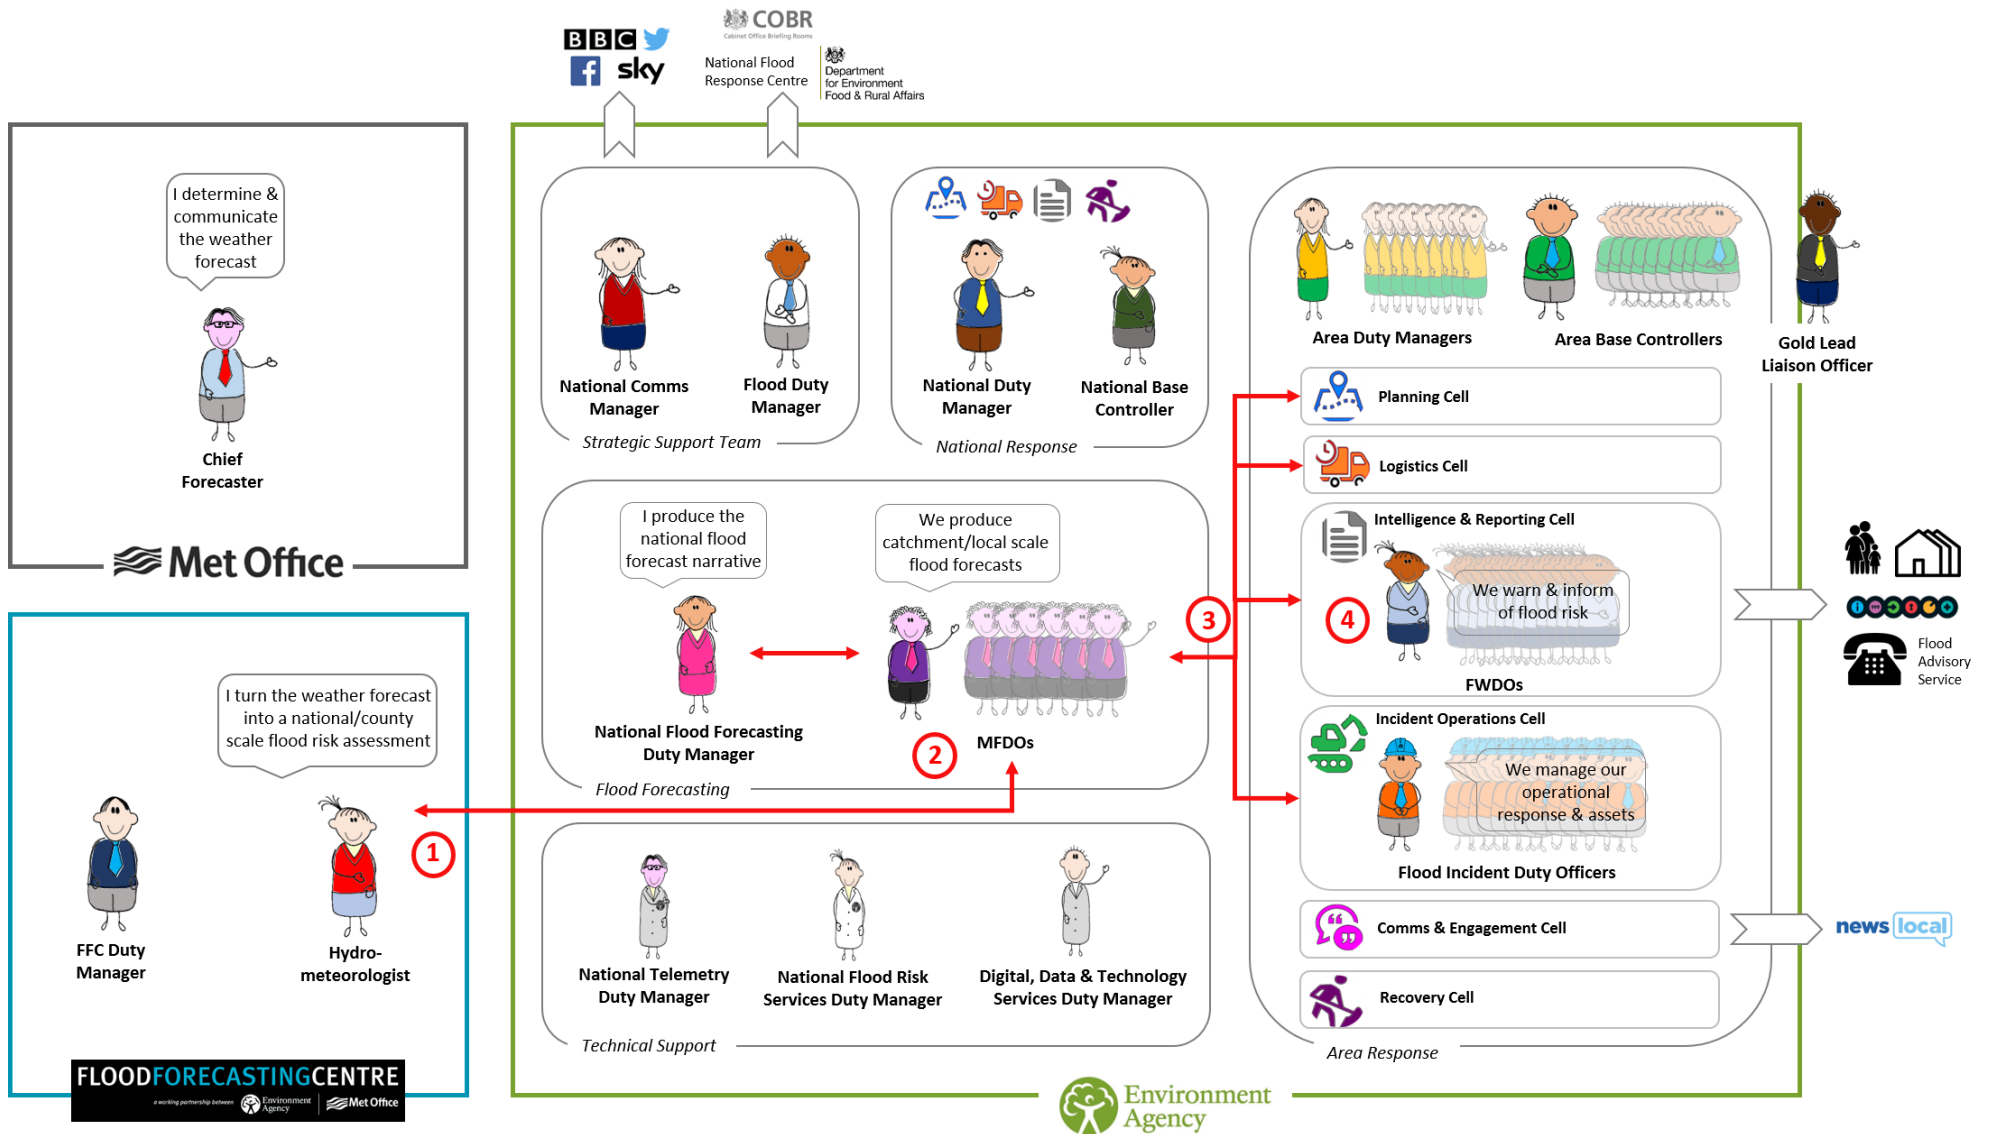 BBC
sky
COBR
Cabinet Office Briefing Rooms
National Flood
Response Centre
Department
for Environment
Food & Rural Affairs
I determine &
communicate
the weather
forecast
Chief
Forecaster
Met Office
I turn the weather forecast
into a national/county
scale flood risk assessment
1
FFC Duty
Manager
Hydro-
meteorologist
FLOODFORECASTINGCENTRE
a working partnership between
Environment
Agency
Met Office
National Comms
Manager
Flood Duty
Manager
Strategic Support Team
National Duty
Manager
National Base
Controller
National Response
I produce the
national flood
forecast narrative
We produce
catchment/local scale
flood forecasts
National Flood Forecasting
Duty Manager
2
MFDOs
Flood Forecasting
3
National Telemetry
Duty Manager
National Flood Risk
Services Duty Manager
Digital, Data & Technology
Services Duty Manager
Technical Support
Area Duty Managers
Area Base Controllers
Gold Lead
Liaison Officer
Planning Cell
Logistics Cell
Intelligence & Reporting Cell
4
We warn & inform
of flood risk
FWDOs
Incident Operations Cell
We manage our
operational
response & assets
Flood Incident Duty Officers
Comms & Engagement Cell
Recovery Cell
Area Response
Flood
Advisory
Service
news local
Environment
Agency